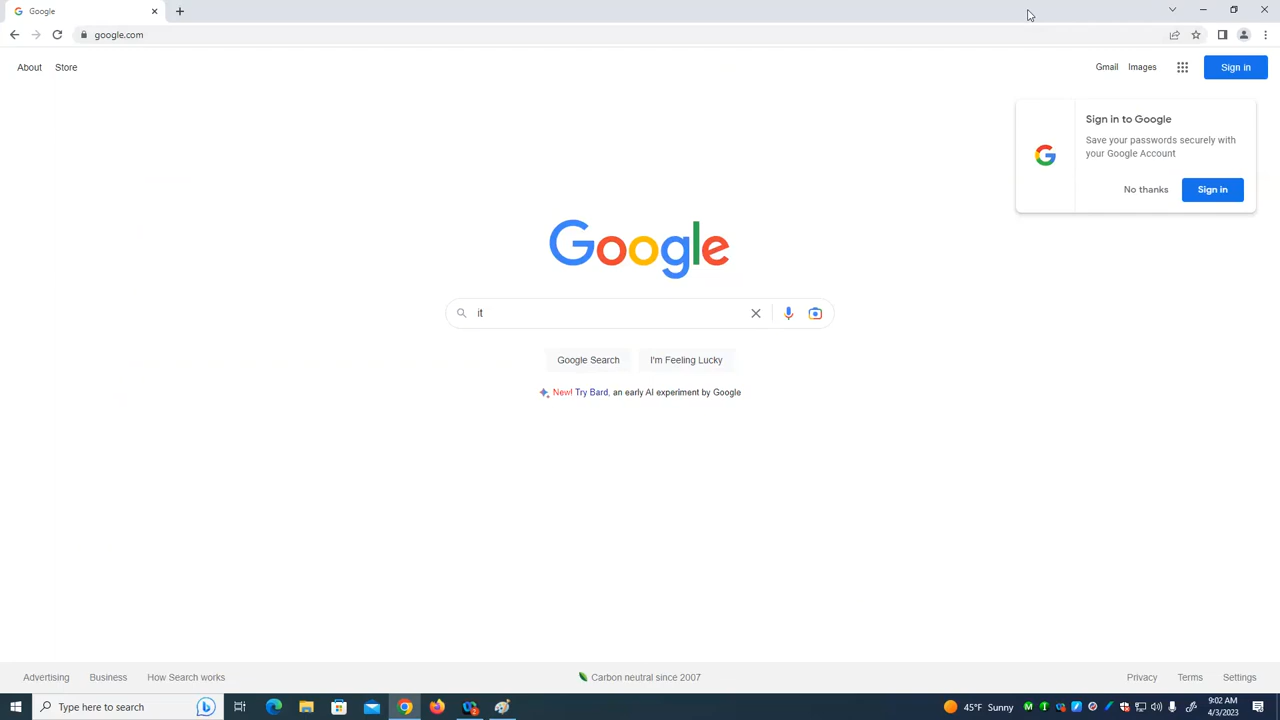 Google
google.com
About Store
Gmail Images Sign in
Sign in to Google
Save your passwords securely with
your Google Account
No thanks Sign in
Google
it
Google Search I'm Feeling Lucky
New! Try Bard, an early AI experiment by Google
Advertising Business How Search works
Carbon neutral since 2007
Privacy Terms Settings
Type here to search
45°F Sunny
9:02 AM
4/3/2023